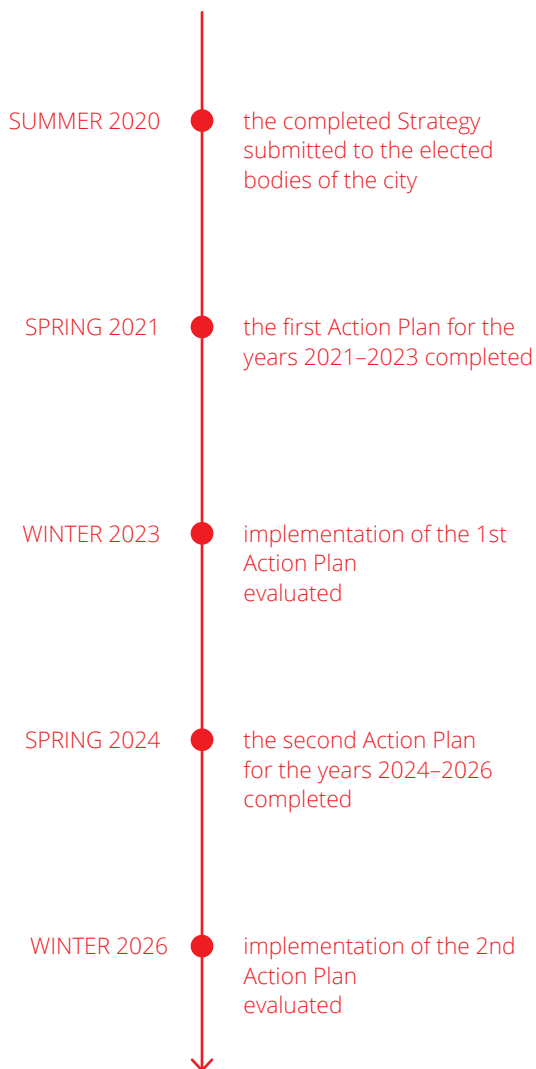 SUMMER 2020
the completed Strategy
submitted to the elected
bodies of the city
SPRING 2021
the first Action Plan for the
years 2021–2023 completed
WINTER 2023
implementation of the 1st
Action Plan
evaluated
SPRING 2024
the second Action Plan
for the years 2024–2026
completed
WINTER 2026
implementation of the 2nd
Action Plan
evaluated